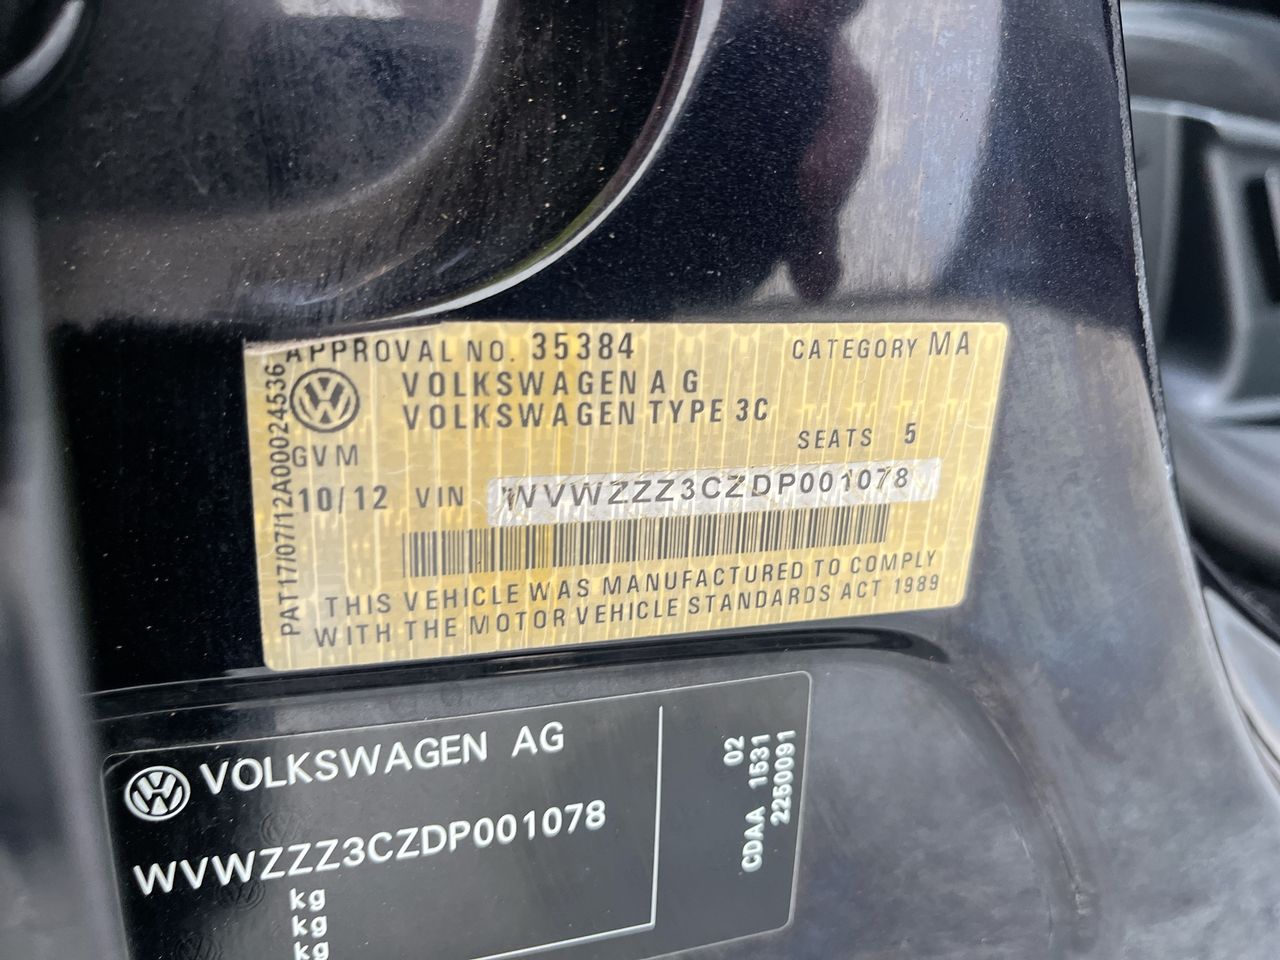 APPROVAL NO. 35384 CATEGORY MA
VOLKSWAGEN AG
VOLKSWAGEN TYPE 3C
SEATS 5
GVM
10/12 VIN WVWZZZ3CZDP001078
THIS VEHICLE WAS MANUFACTURED TO COMPLY
WITH THE MOTOR VEHICLE STANDARDS ACT 1989
PAT17/07/12A00024536
VOLKSWAGEN AG
WVWZZZ3CZDP001078
kg
kg
kg
02
CDAA 1531
2250091